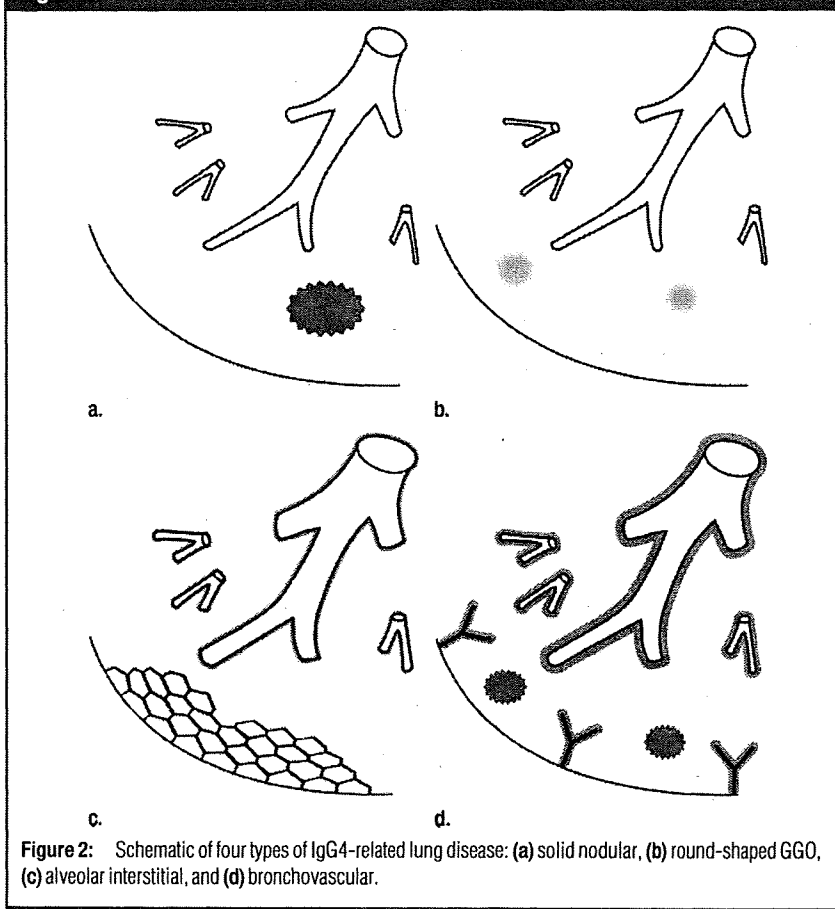 a.
b.
c.
d.
Figure 2: Schematic of four types of IgG4-related lung disease: (a) solid nodular, (b) round-shaped GGO,
(c) alveolar interstitial, and (d) bronchovascular.